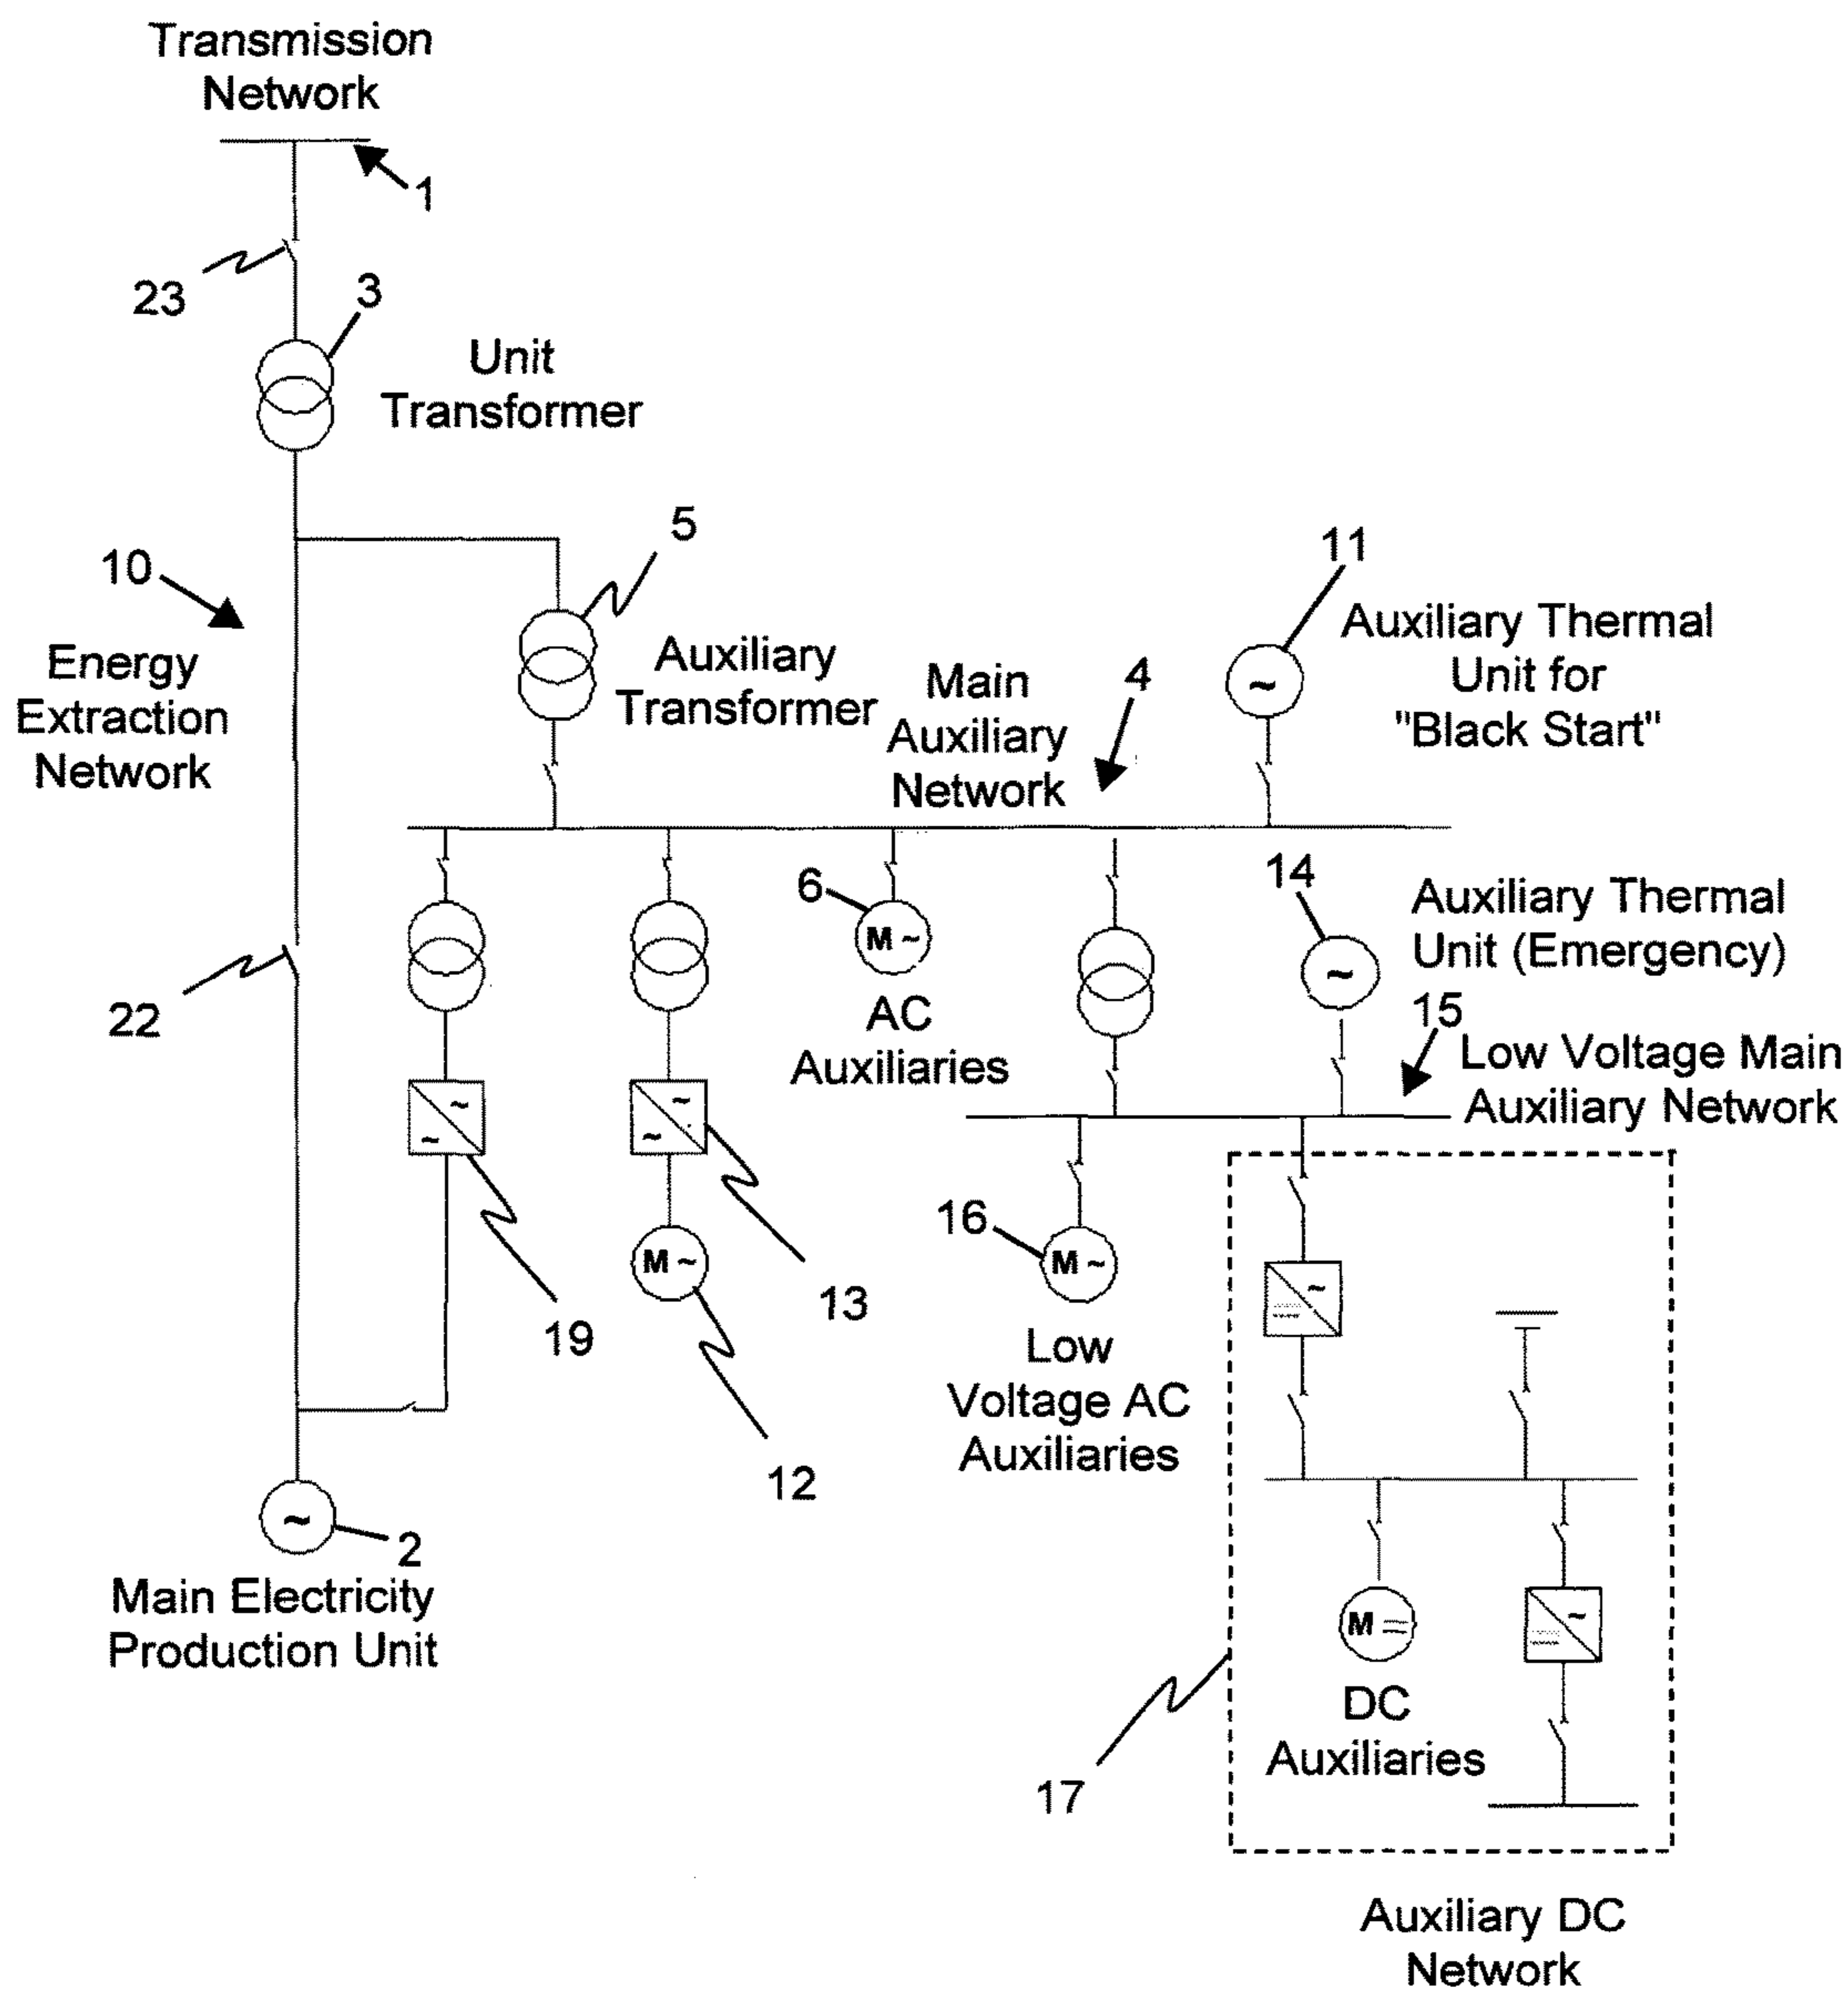 Transmission
Network
1
23
3
Unit
Transformer
5
10
Energy
Extraction
Network
Auxiliary
Transformer
Main
Auxiliary
Network
4
11
Auxiliary Thermal
Unit for
"Black Start"
~
22
6
M ~
AC
Auxiliaries
14
~
Auxiliary Thermal
Unit (Emergency)
15
Low Voltage Main
Auxiliary Network
~
~
~
~
19
13
M ~
12
16
M ~
Low
Voltage AC
Auxiliaries
~
~
2
Main Electricity
Production Unit
M =
~
DC
Auxiliaries
17
Auxiliary DC
Network